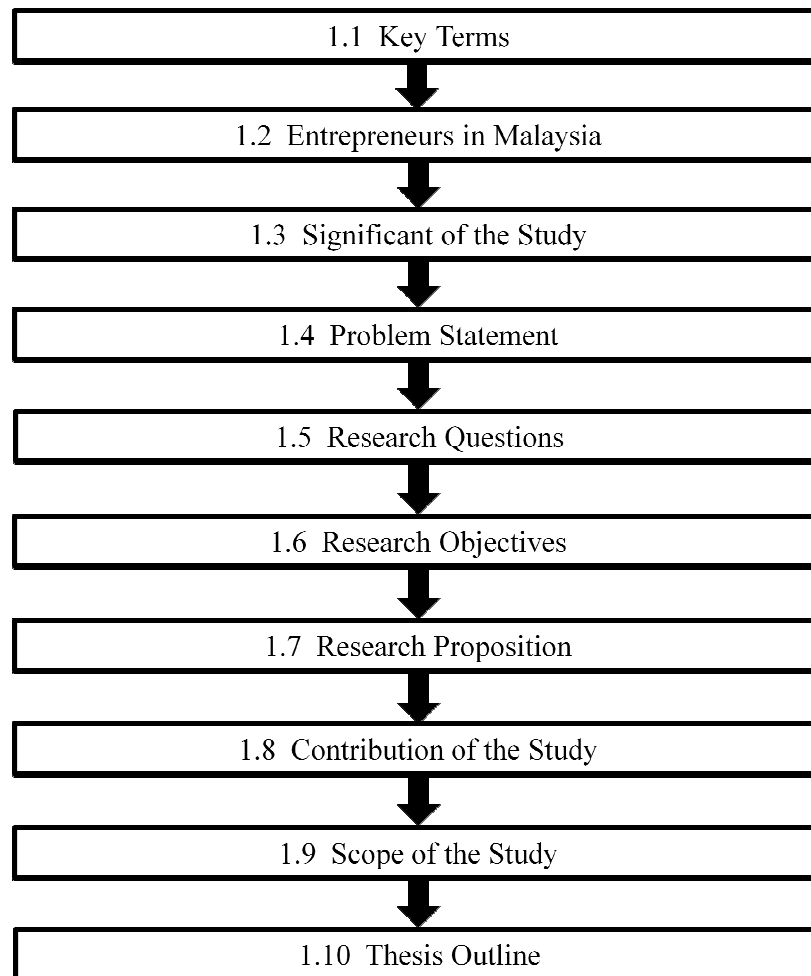 1.1 Key Terms
1.2 Entrepreneurs in Malaysia
1.3 Significant of the Study
1.4 Problem Statement
1.5 Research Questions
1.6 Research Objectives
1.7 Research Proposition
1.8 Contribution of the Study
1.9 Scope of the Study
1.10 Thesis Outline